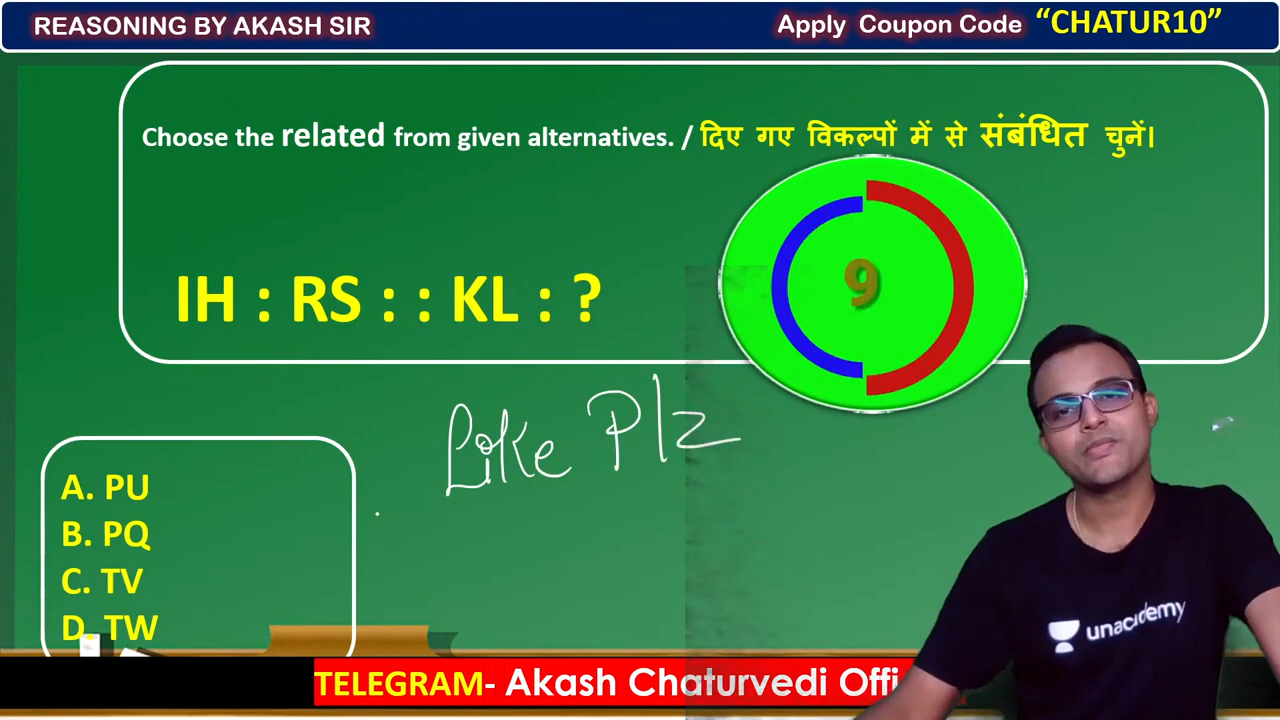 REASONING BY AKASH SIR
Apply Coupon Code “CHATUR10”
Choose the related from given alternatives. / दिए गए विकल्पों में से संबंधित चुनें।
IH : RS : : KL : ?
9
Like Plz
A. PU
B. PQ
C. TV
D. TW
unacademy
TELEGRAM- Akash Chaturvedi Offi